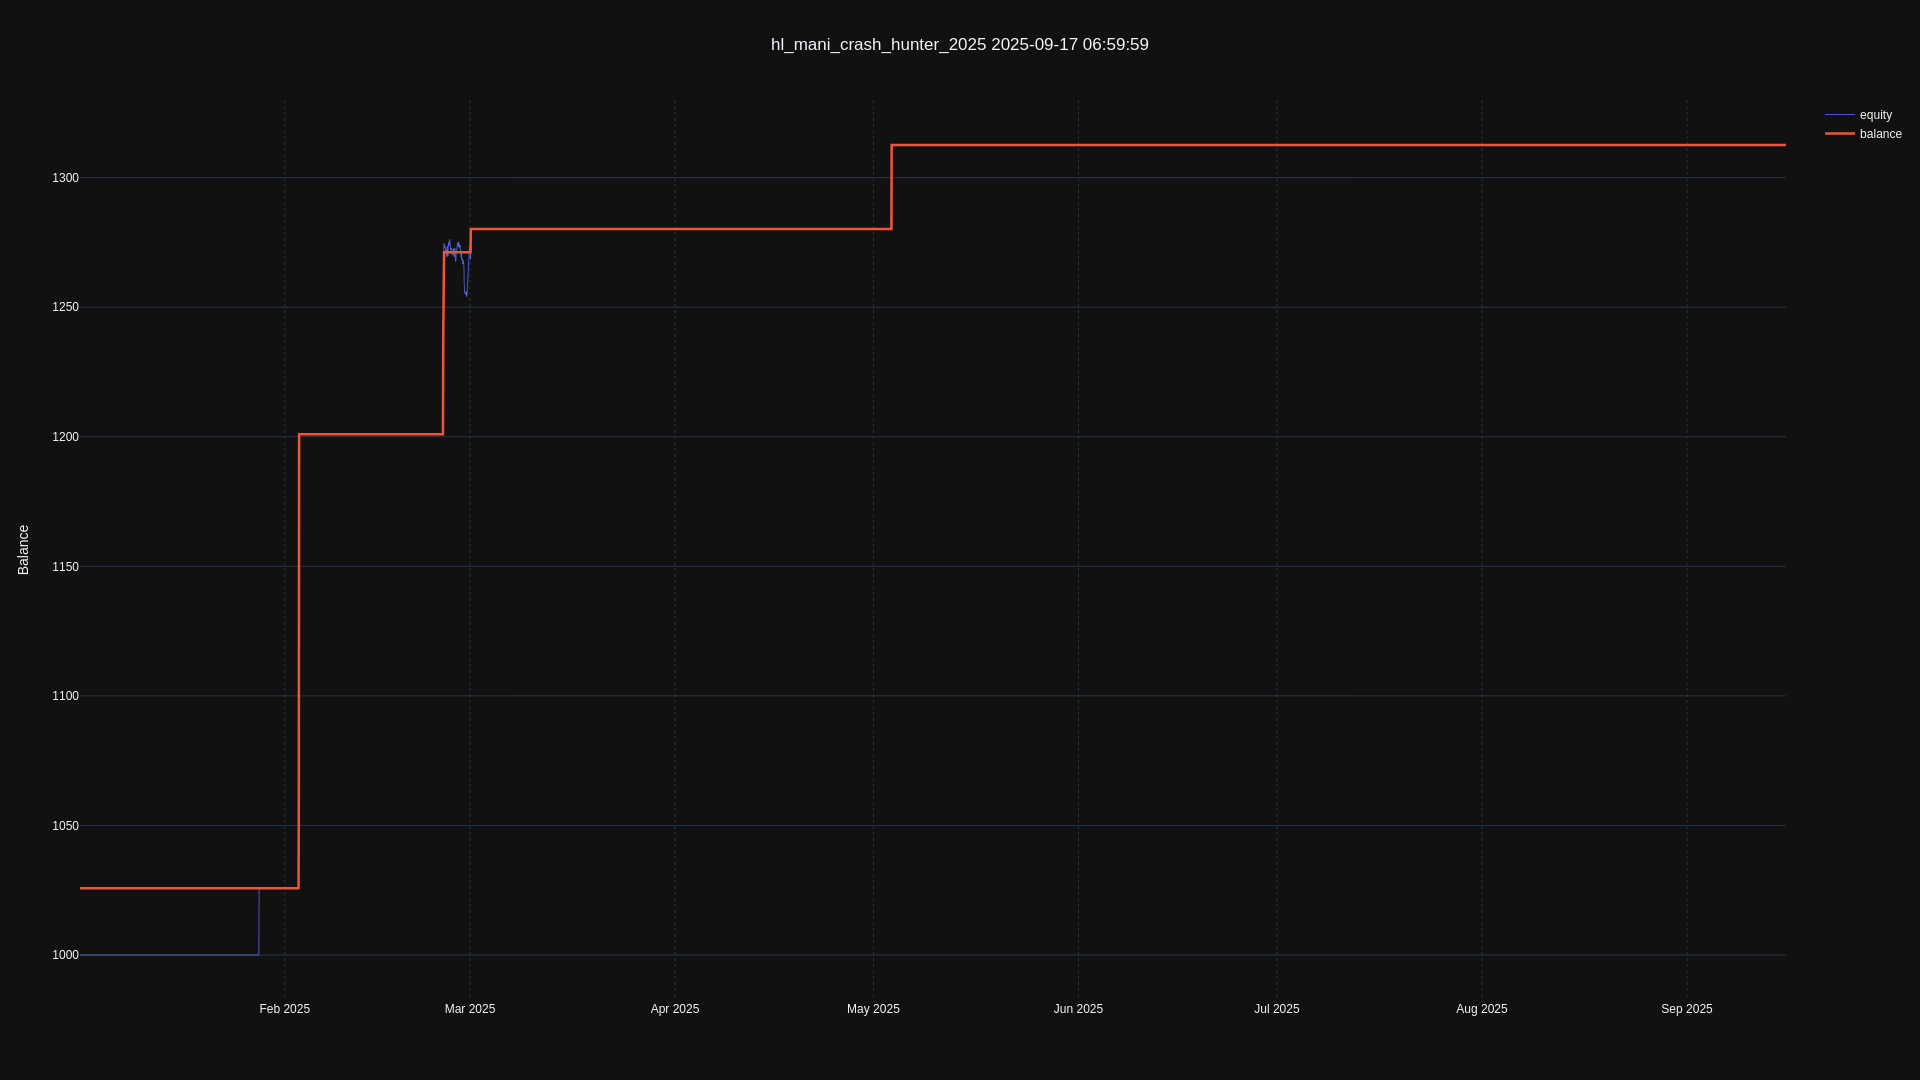 hl_mani_crash_hunter_2025 2025-09-17 06:59:59
equity
balance
1300
1250
1200
1150
1100
1050
1000
Balance
Feb 2025
Mar 2025
Apr 2025
May 2025
Jun 2025
Jul 2025
Aug 2025
Sep 2025